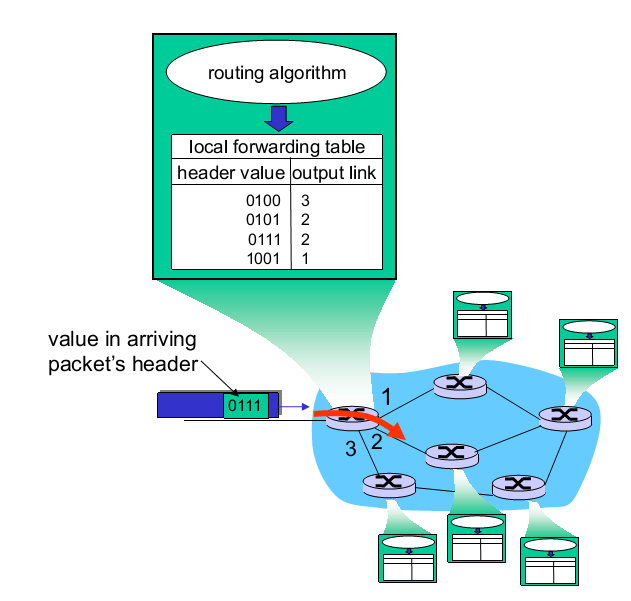 routing algorithm
local forwarding table
header value output link
0100 3
0101 2
0111 2
1001 1
value in arriving
packet's header
0111
1
2
3